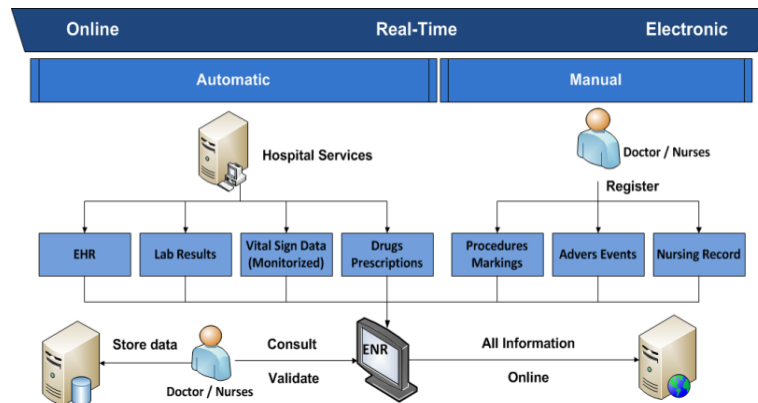 Online Real-Time Electronic
Automatic Manual
Hospital Services
Doctor / Nurses
Register
EHR
Lab Results
Vital Sign Data
(Monitorized)
Drugs
Prescriptions
Procedures
Markings
Advers Events
Nursing Record
Store data
Doctor / Nurses
Consult
Validate
ENR
All Information
Online